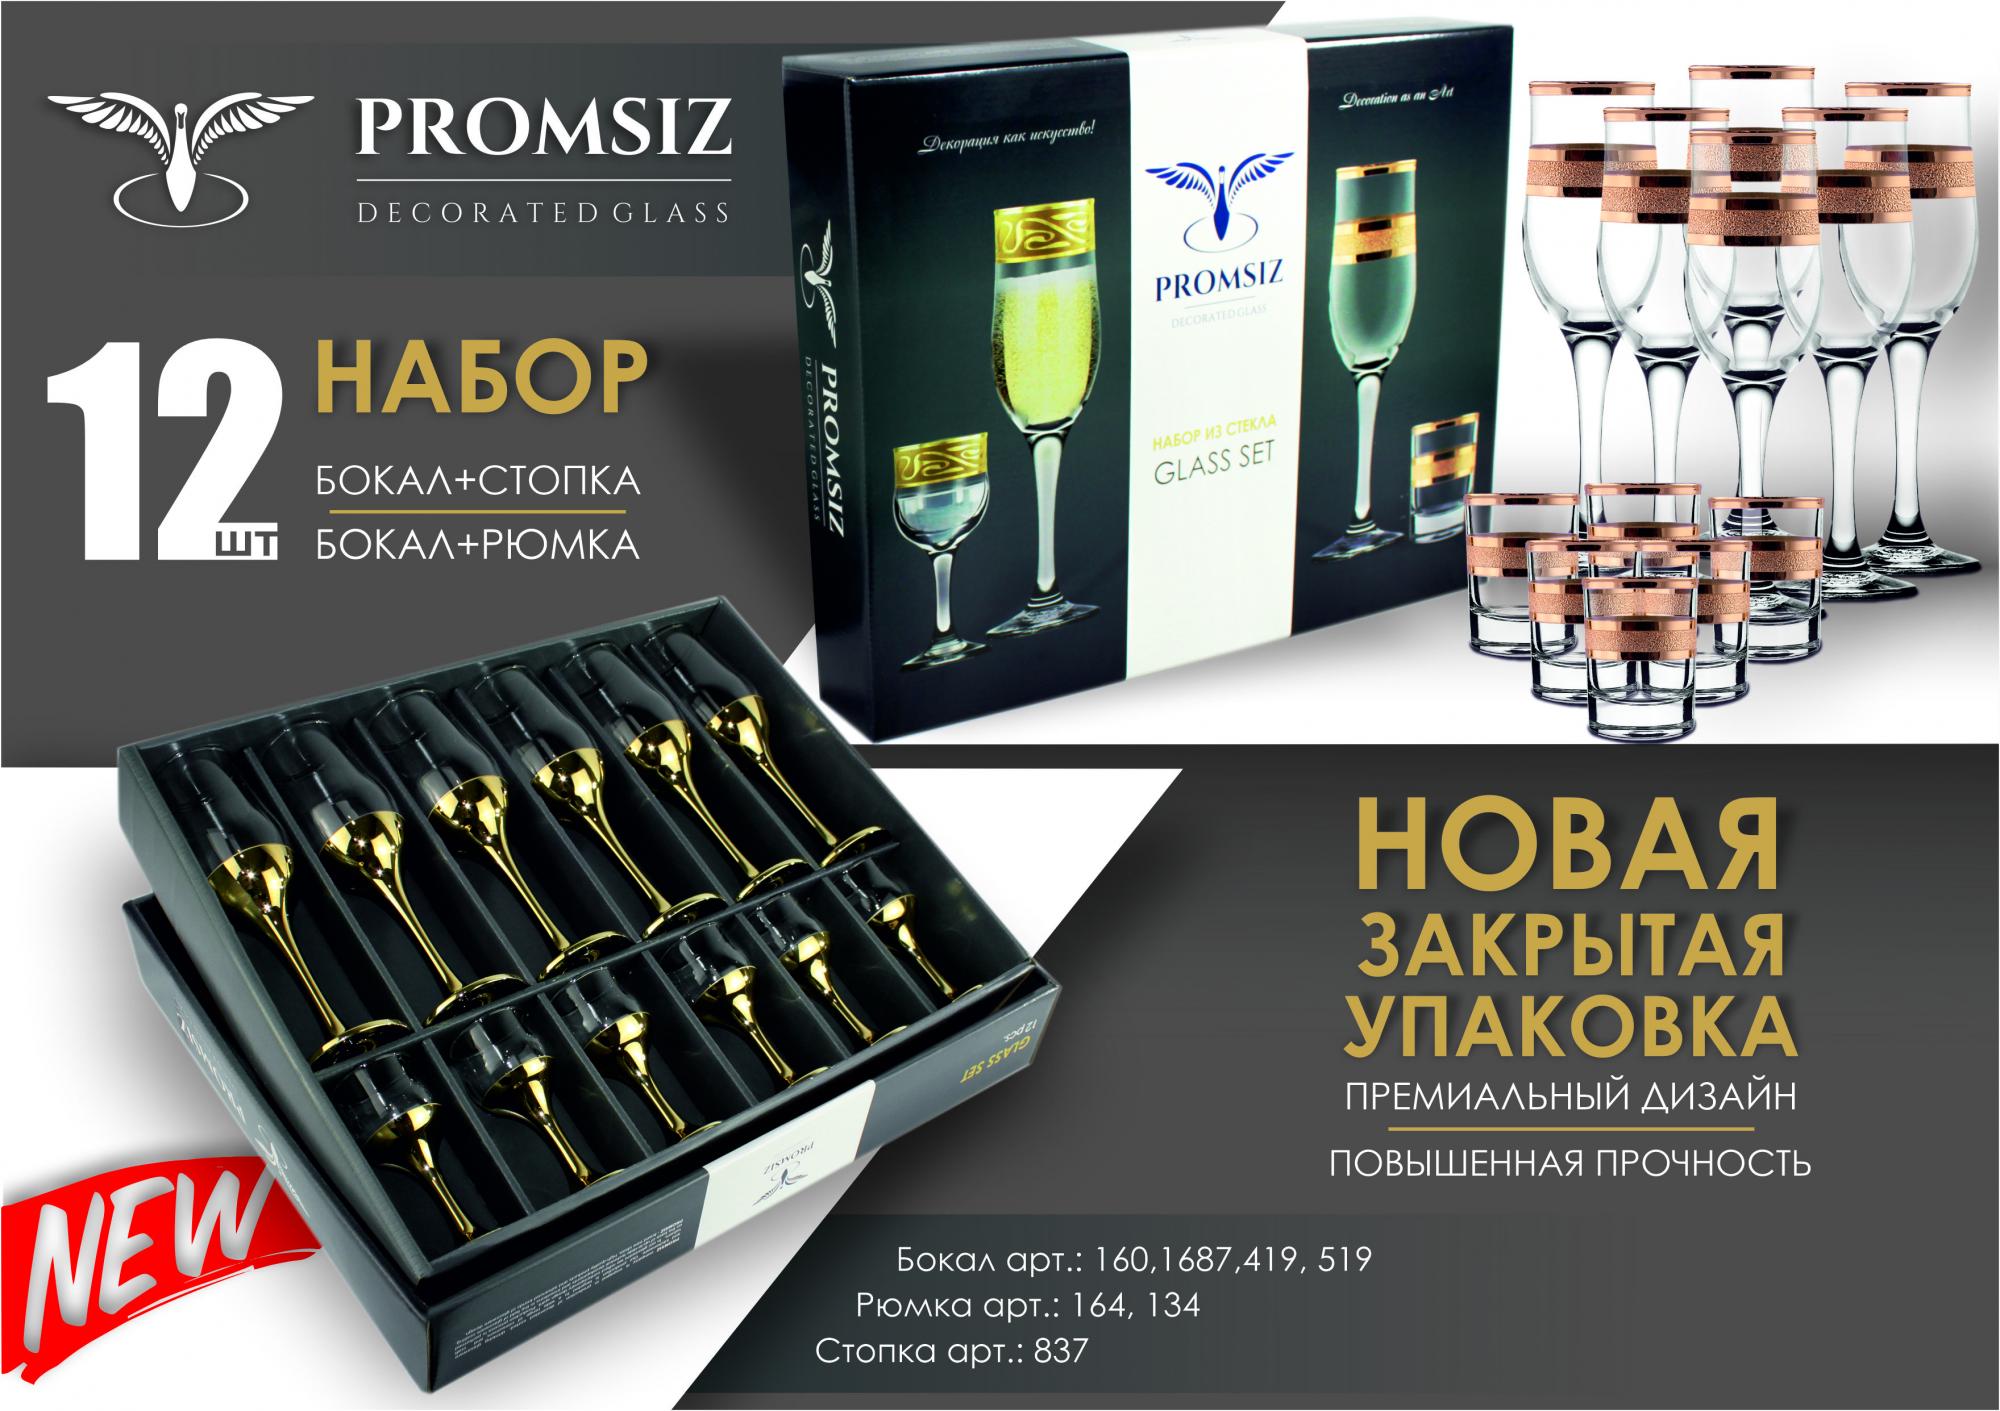 PROMSIZ
DECORATED GLASS
12 шт
НАБОР
БОКАЛ+СТОПКА
БОКАЛ+РЮМКА
Декорация как искусство!
Decoration as an Art
PROMSIZ
DECORATED GLASS
НАБОР ИЗ СТЕКЛА
GLASS SET
PROMSIZ
DECORATED GLASS
НОВАЯ
ЗАКРЫТАЯ
УПАКОВКА
ПРЕМИАЛЬНЫЙ ДИЗАЙН
ПОВЫШЕННАЯ ПРОЧНОСТЬ
GLASS SET
12 pcs.
PROMSIZ
PROMSIZ
NEW
Бокал арт.: 160,1687,419, 519
Рюмка арт.: 164, 134
Стопка арт.: 837